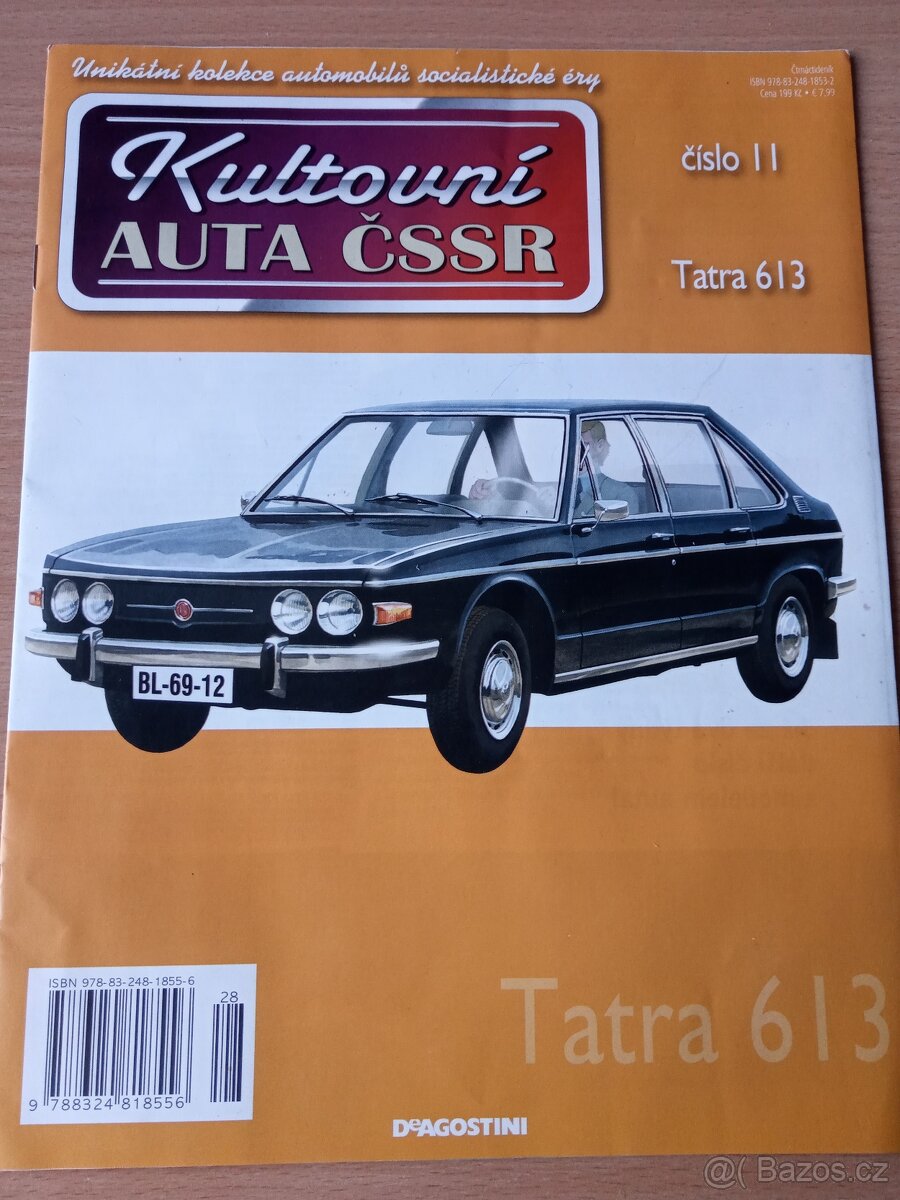 Unikátní kolekce automobilů socialistické éry
Čtrnáctideník
ISBN 978-83-248-1853-2
Cena 199 Kč • € 7,99
Kultovní
AUTA ČSSR
číslo 11
Tatra 613
BL-69-12
ISBN 978-83-248-1855-6
28
9 788324 818556
Tatra 613
DeAGOSTINI
@( Bazos.cz